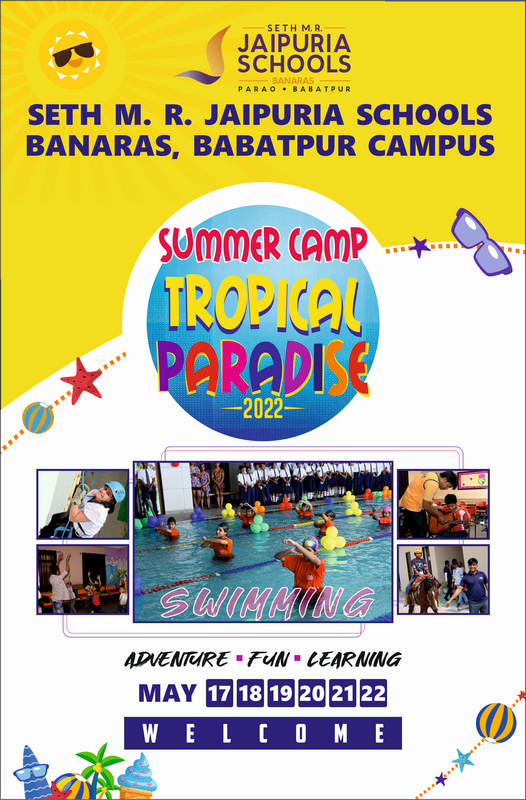 SETH M.R.
JAIPURIA
SCHOOLS
BANARAS
PARAO • BABATPUR
SETH M. R. JAIPURIA SCHOOLS
BANARAS, BABATPUR CAMPUS
SUMMER CAMP
TROPICAL
PARADISE
2022
SWIMMING
ADVENTURE ▪ FUN ▪ LEARNING
MAY 17 18 19 20 21 22
WELCOME